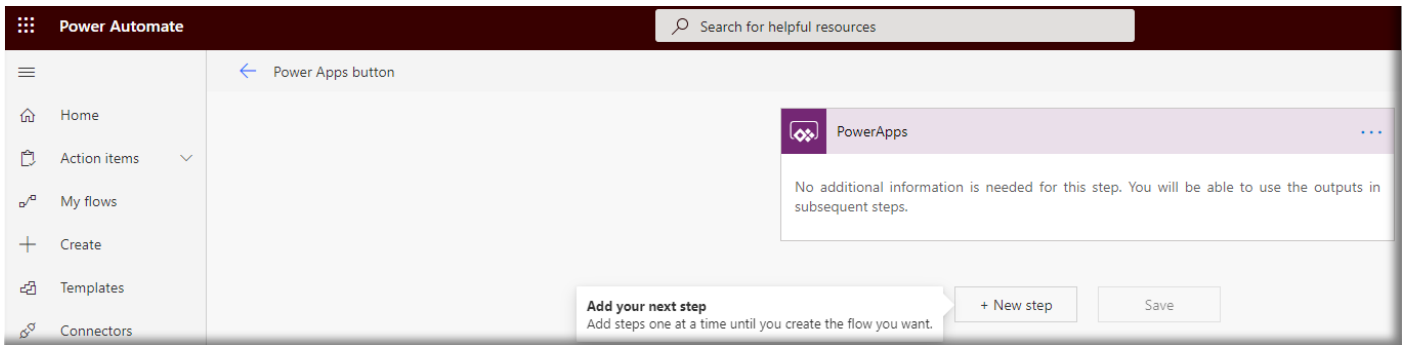 Power Automate
Search for helpful resources
Power Apps button
Home
Action items
My flows
Create
Templates
Connectors
PowerApps
No additional information is needed for this step. You will be able to use the outputs in
subsequent steps.
Add your next step
Add steps one at a time until you create the flow you want.
+ New step
Save